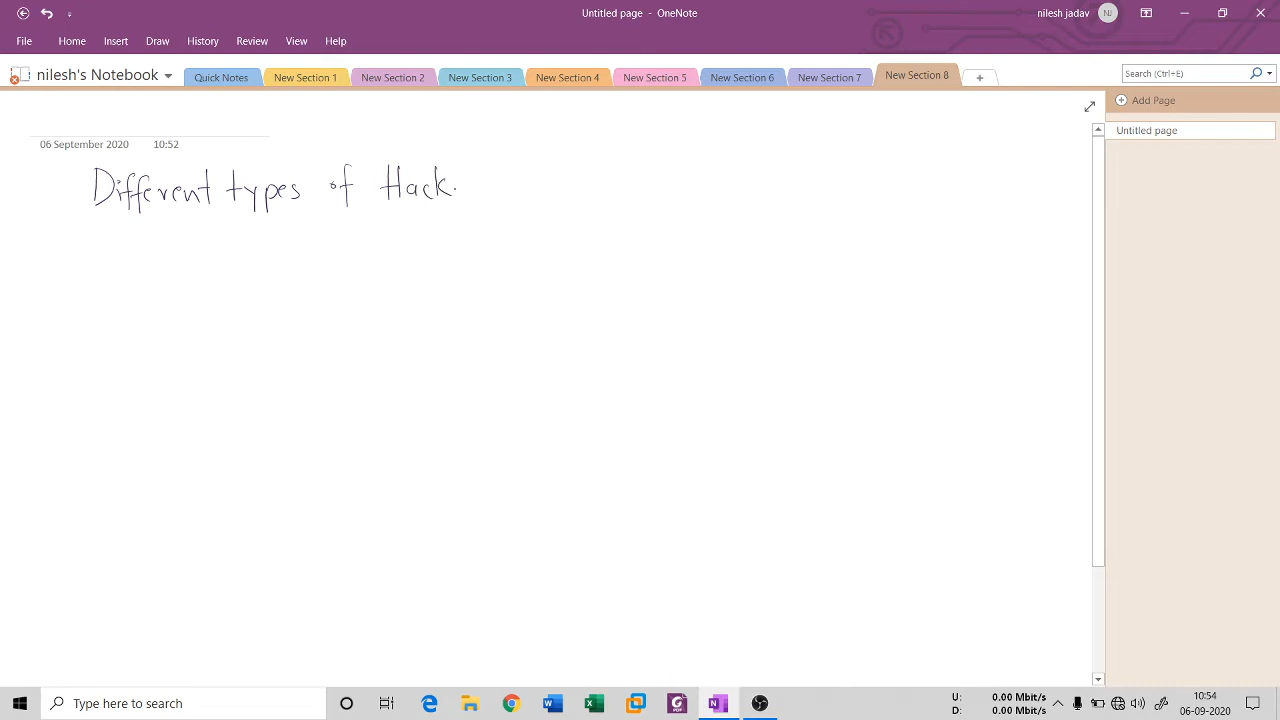 Untitled page - OneNote
nilesh jadav
NJ
File
Home
Insert
Draw
History
Review
View
Help
nilesh's Notebook
Quick Notes
New Section 1
New Section 2
New Section 3
New Section 4
New Section 5
New Section 6
New Section 7
New Section 8
Search (Ctrl+E)
Add Page
Untitled page
06 September 2020 10:52
Different types of Hack.
Type here to search
U: 0.00 Mbit/s
D: 0.00 Mbit/s
10:54
06-09-2020